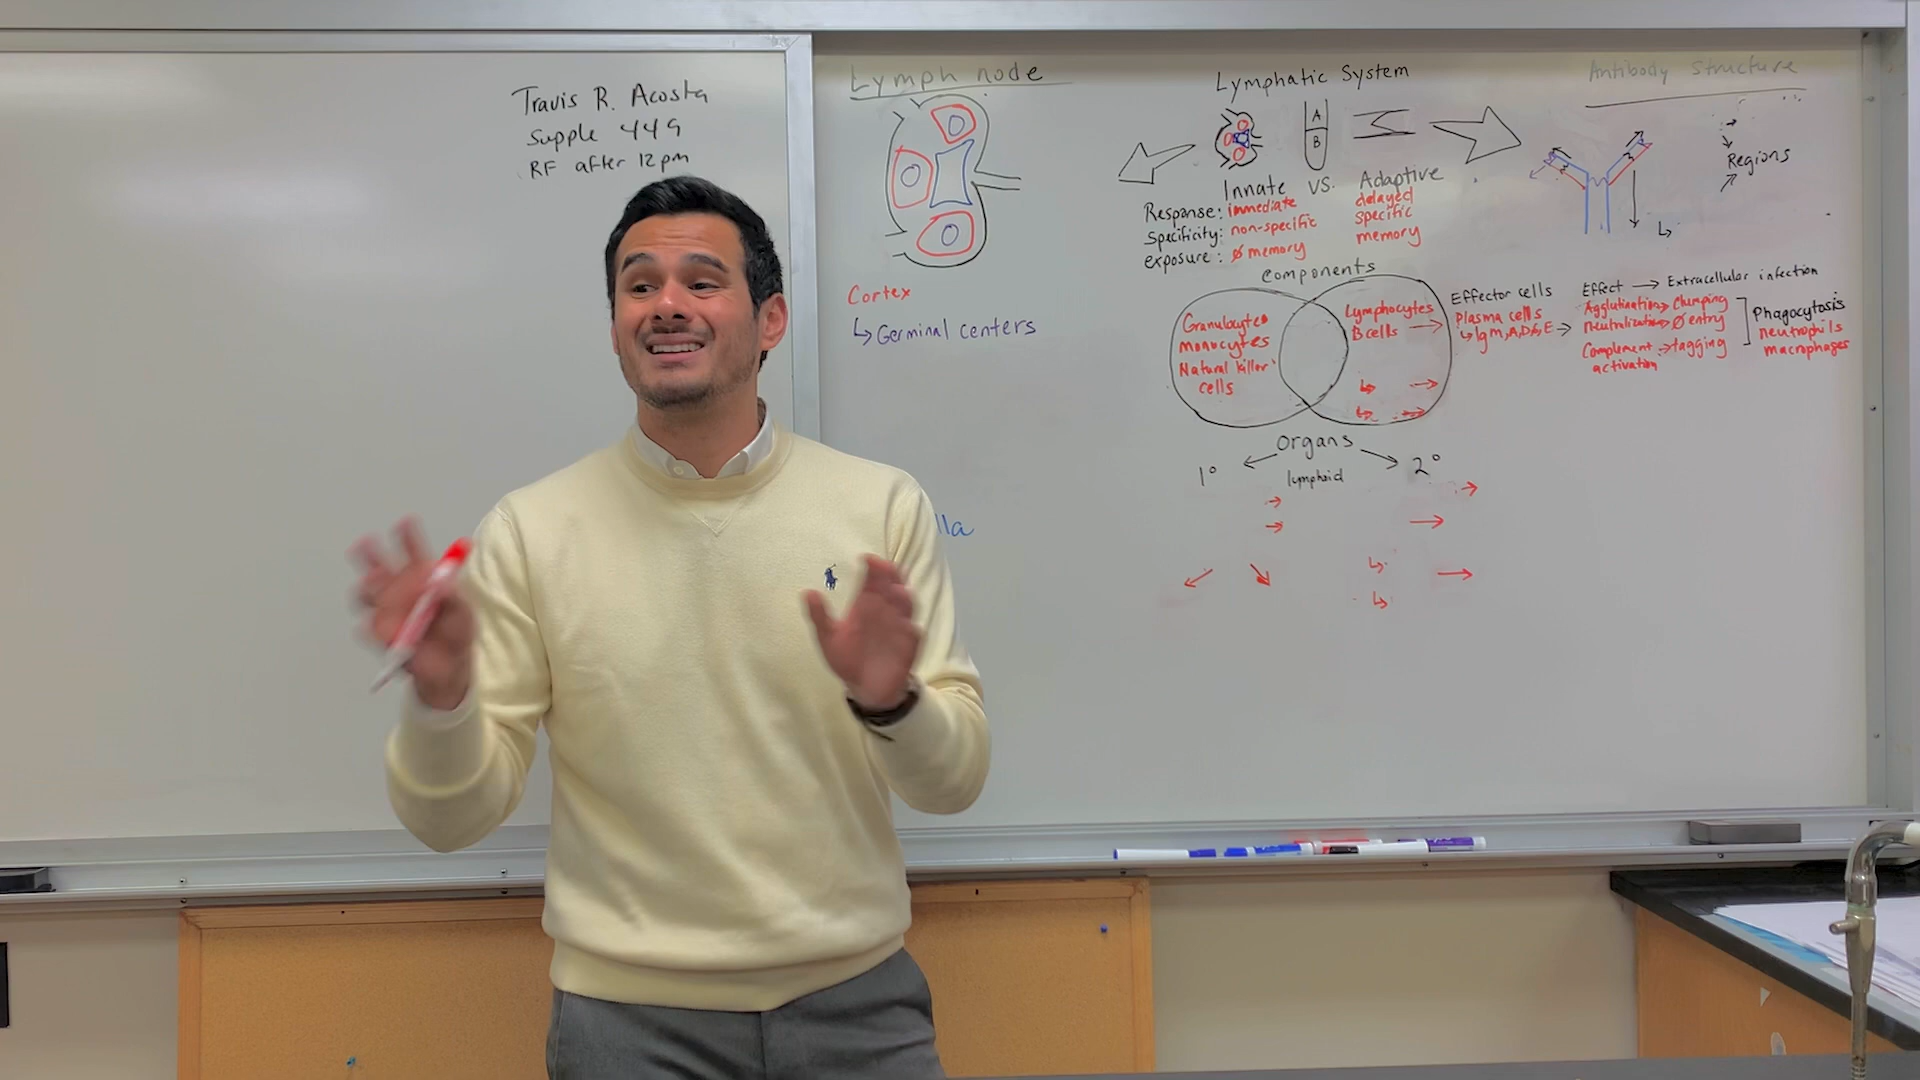 Travis R. Acosta
Supple 449
RF after 12pm
Lymph node
Cortex
↳ Germinal centers
lla
Lymphatic System
A
B
Innate vs. Adaptive
Response: immediate delayed
Specificity: non-specific specific
exposure: Ø memory memory
components
Granulocytes
monocytes
Natural killer
cells
Lymphocytes
B cells →
↳ →
↳ →
Effector cells
Plasma cells
↳ IgM, A, D, G, E →
Effect → Extracellular infection
Agglutination → Clumping
neutralization → Ø entry
Complement → tagging
activation
Phagocytosis
neutrophils
macrophages
Organs
1° ← lymphoid → 2°
Antibody Structure
Regions